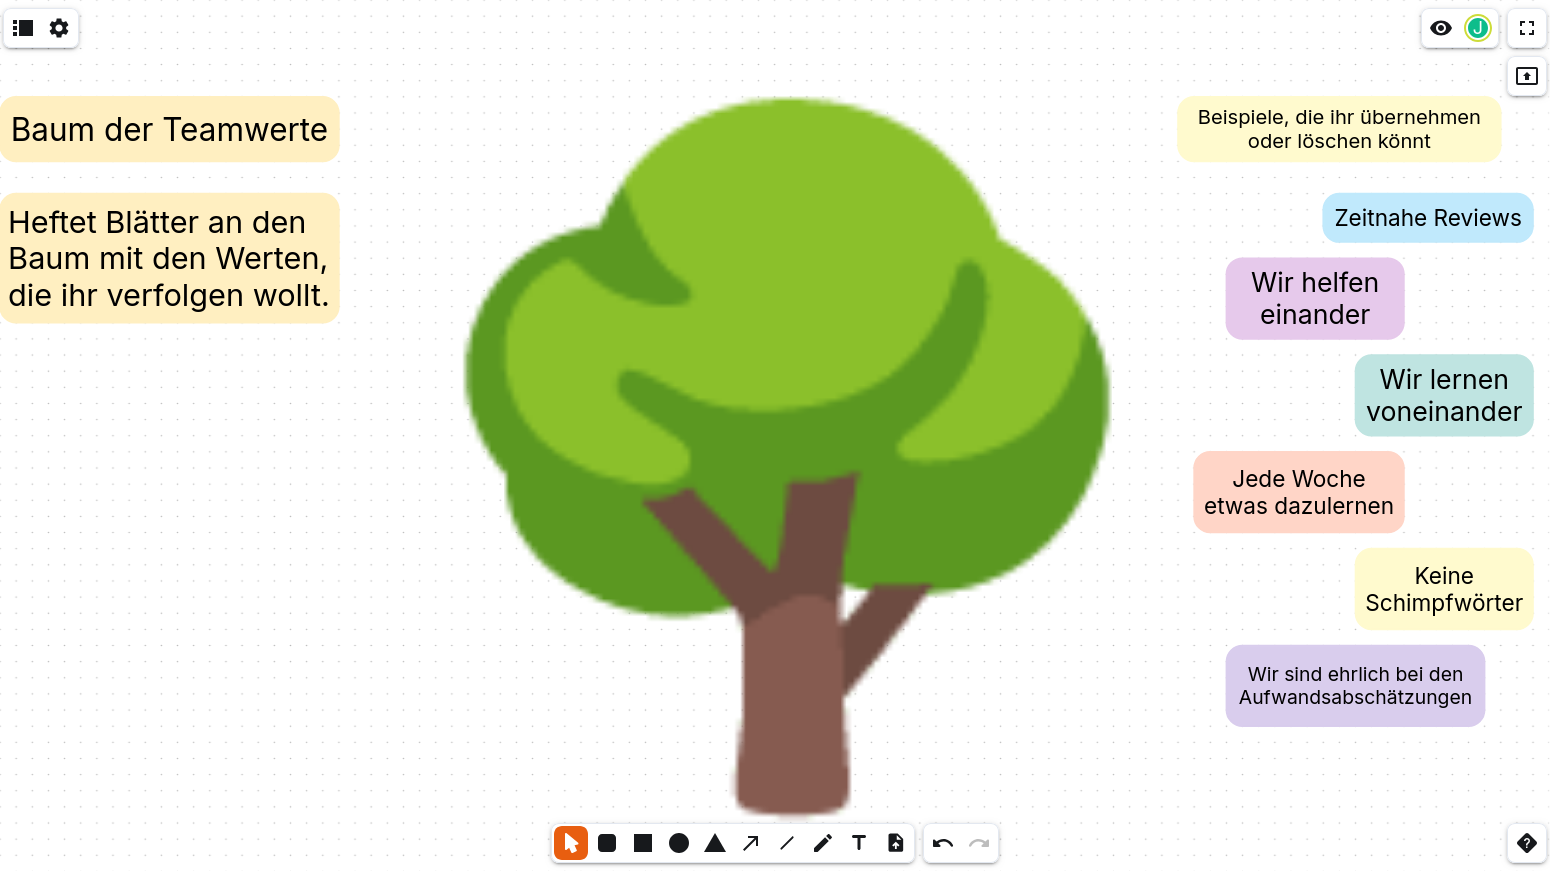 J
Baum der Teamwerte
Heftet Blätter an den
Baum mit den Werten,
die ihr verfolgen wollt.
Beispiele, die ihr übernehmen
oder löschen könnt
Zeitnahe Reviews
Wir helfen
einander
Wir lernen
voneinander
Jede Woche
etwas dazulernen
Keine
Schimpfwörter
Wir sind ehrlich bei den
Aufwandsabschätzungen
T
?